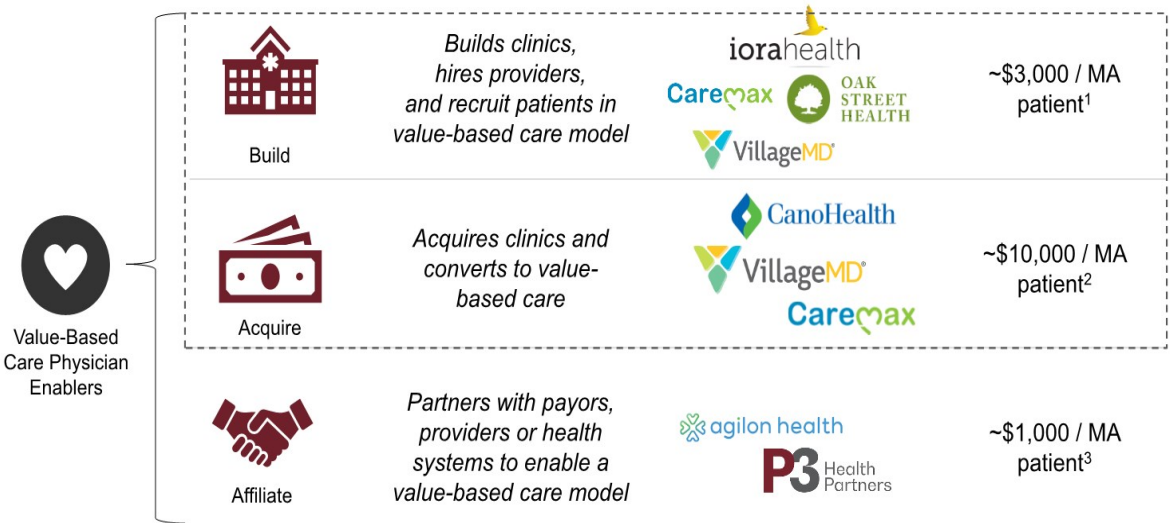 Value-Based
Care Physician
Enablers
Build
Builds clinics,
hires providers,
and recruit patients in
value-based care model
iorahealth
Caremax
OAK
STREET
HEALTH
VillageMD®
~$3,000 / MA
patient1
Acquire
Acquires clinics and
converts to value-
based care
CanoHealth
VillageMD®
Caremax
~$10,000 / MA
patient2
Affiliate
Partners with payors,
providers or health
systems to enable a
value-based care model
agilon health
P3 Health
Partners
~$1,000 / MA
patient3